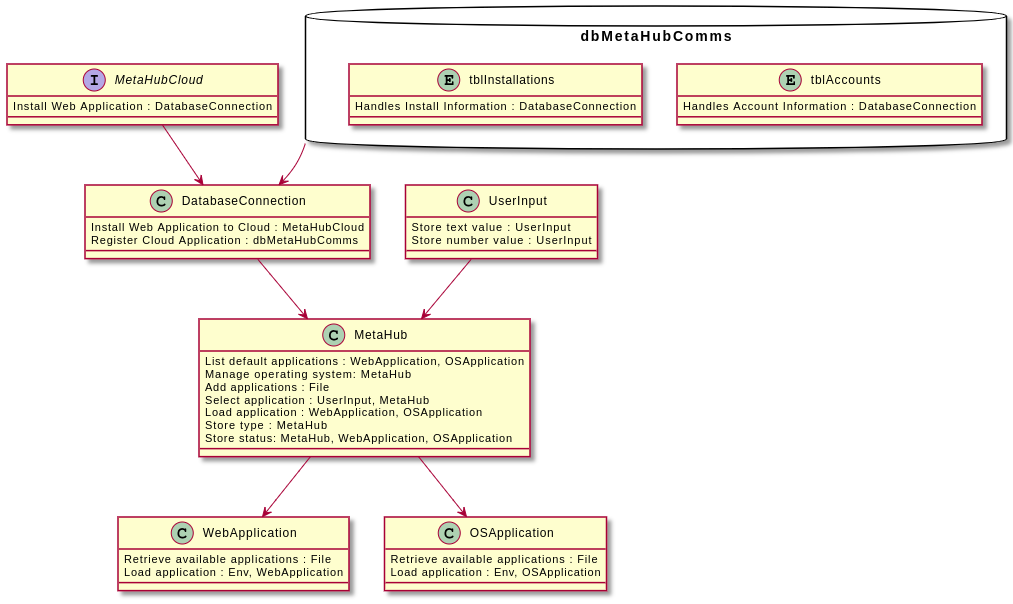 dbMetaHubComms
I MetaHubCloud
Install Web Application : DatabaseConnection
E tblInstallations
Handles Install Information : DatabaseConnection
E tblAccounts
Handles Account Information : DatabaseConnection
C DatabaseConnection
Install Web Application to Cloud : MetaHubCloud
Register Cloud Application : dbMetaHubComms
C UserInput
Store text value : UserInput
Store number value : UserInput
C MetaHub
List default applications : WebApplication, OSApplication
Manage operating system: MetaHub
Add applications : File
Select application : UserInput, MetaHub
Load application : WebApplication, OSApplication
Store type : MetaHub
Store status: MetaHub, WebApplication, OSApplication
C WebApplication
Retrieve available applications : File
Load application : Env, WebApplication
C OSApplication
Retrieve available applications : File
Load application : Env, OSApplication